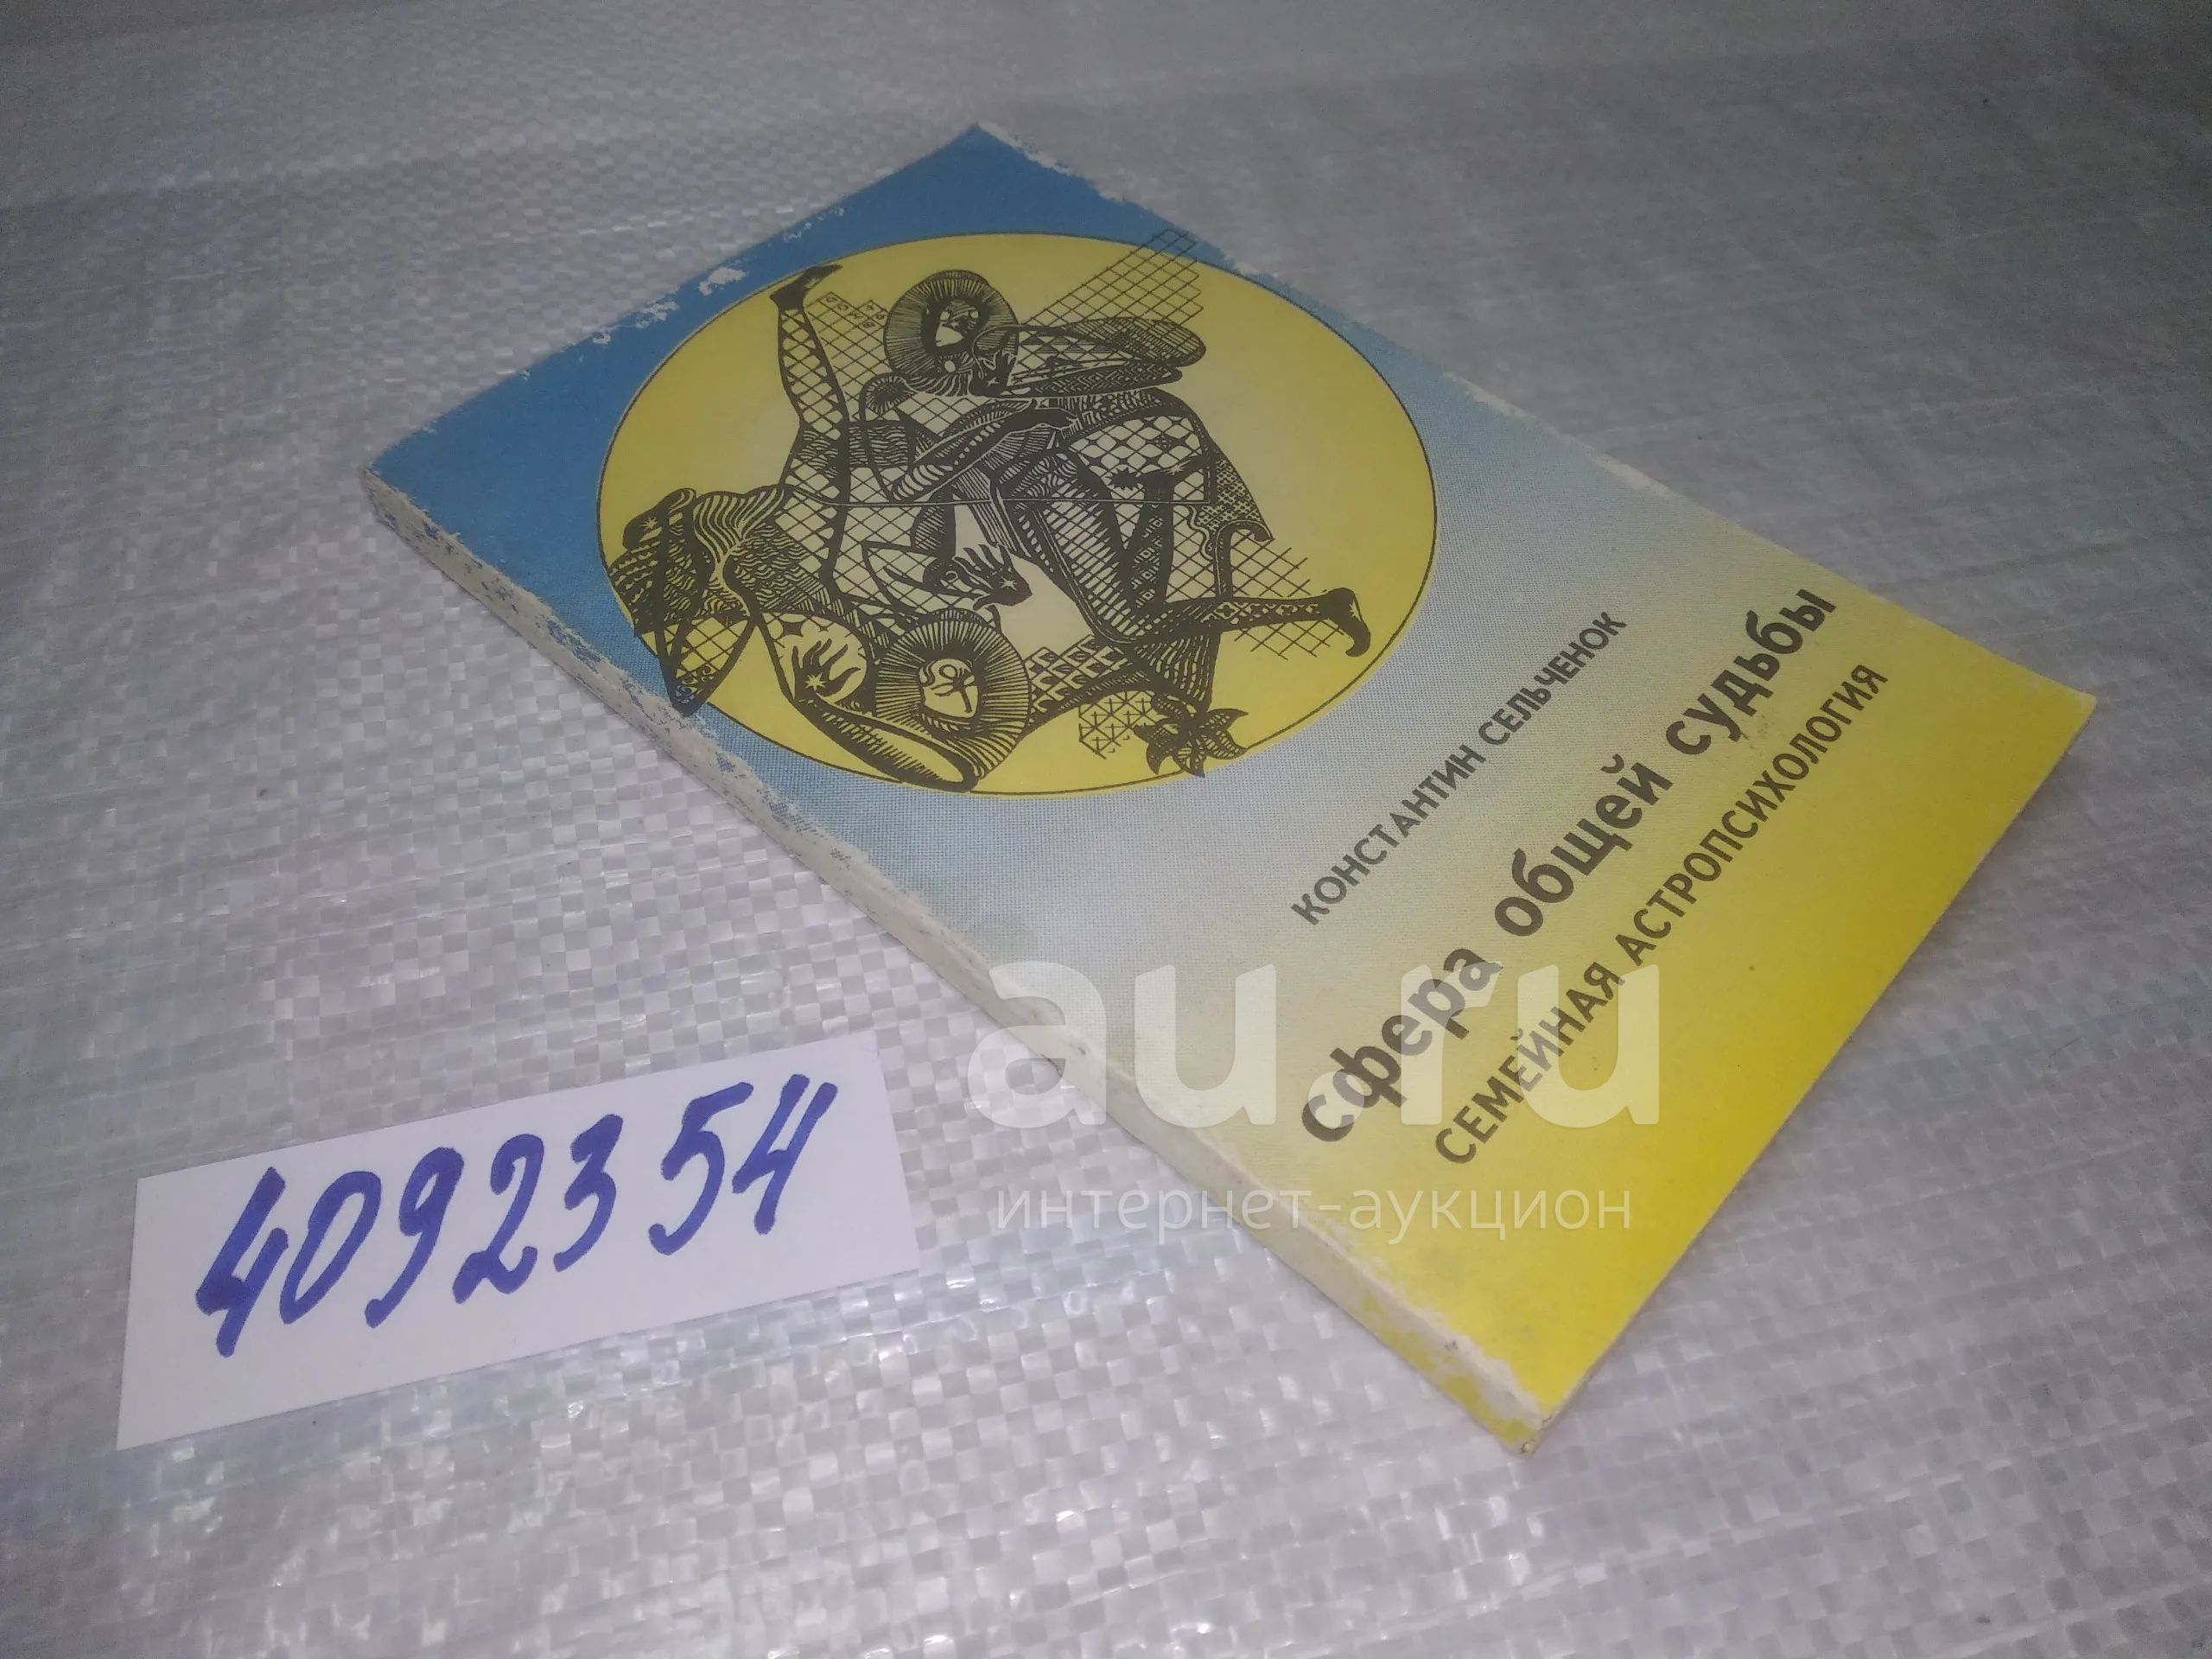 КОНСТАНТИН СЕЛЬЧЕНОК
сфера общей судьбы
СЕМЕЙНАЯ АСТРОПСИХОЛОГИЯ
au.ru
интернет-аукцион
4092354